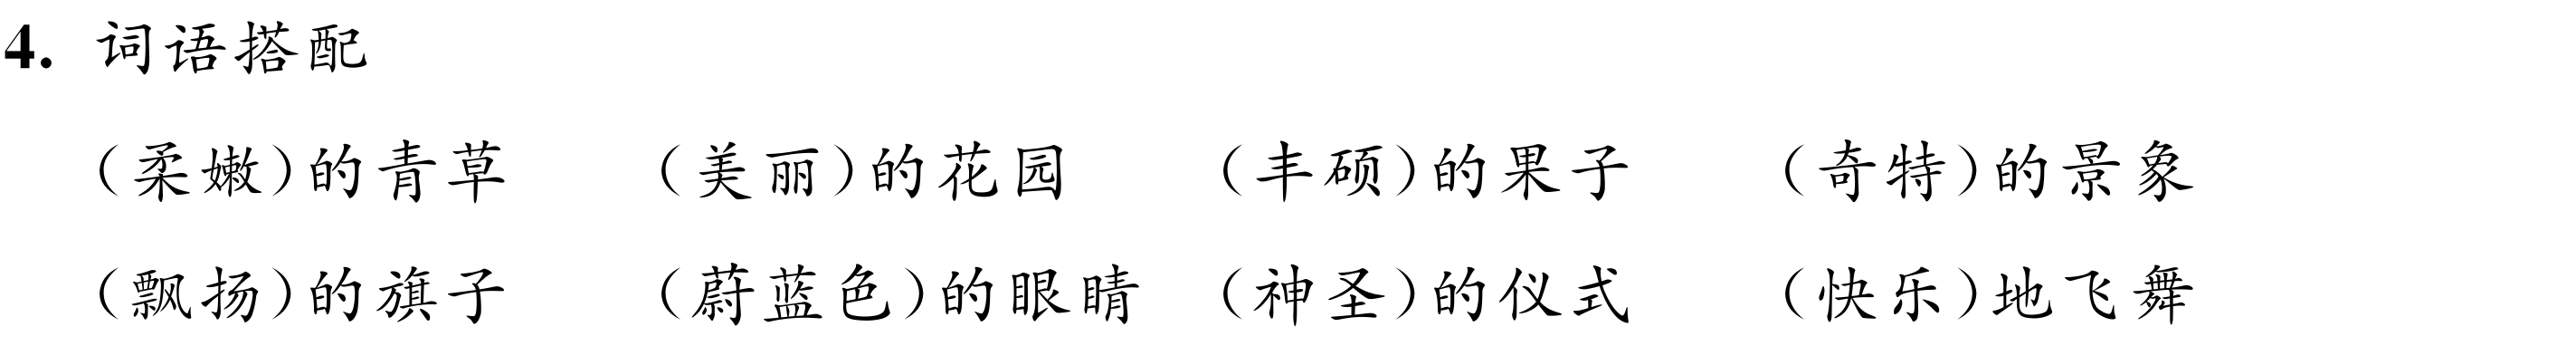 4. 词语搭配
（柔嫩）的青草 （美丽）的花园 （丰硕）的果子 （奇特）的景象
（飘扬）的旗子 （蔚蓝色）的眼睛 （神圣）的仪式 （快乐）地飞舞